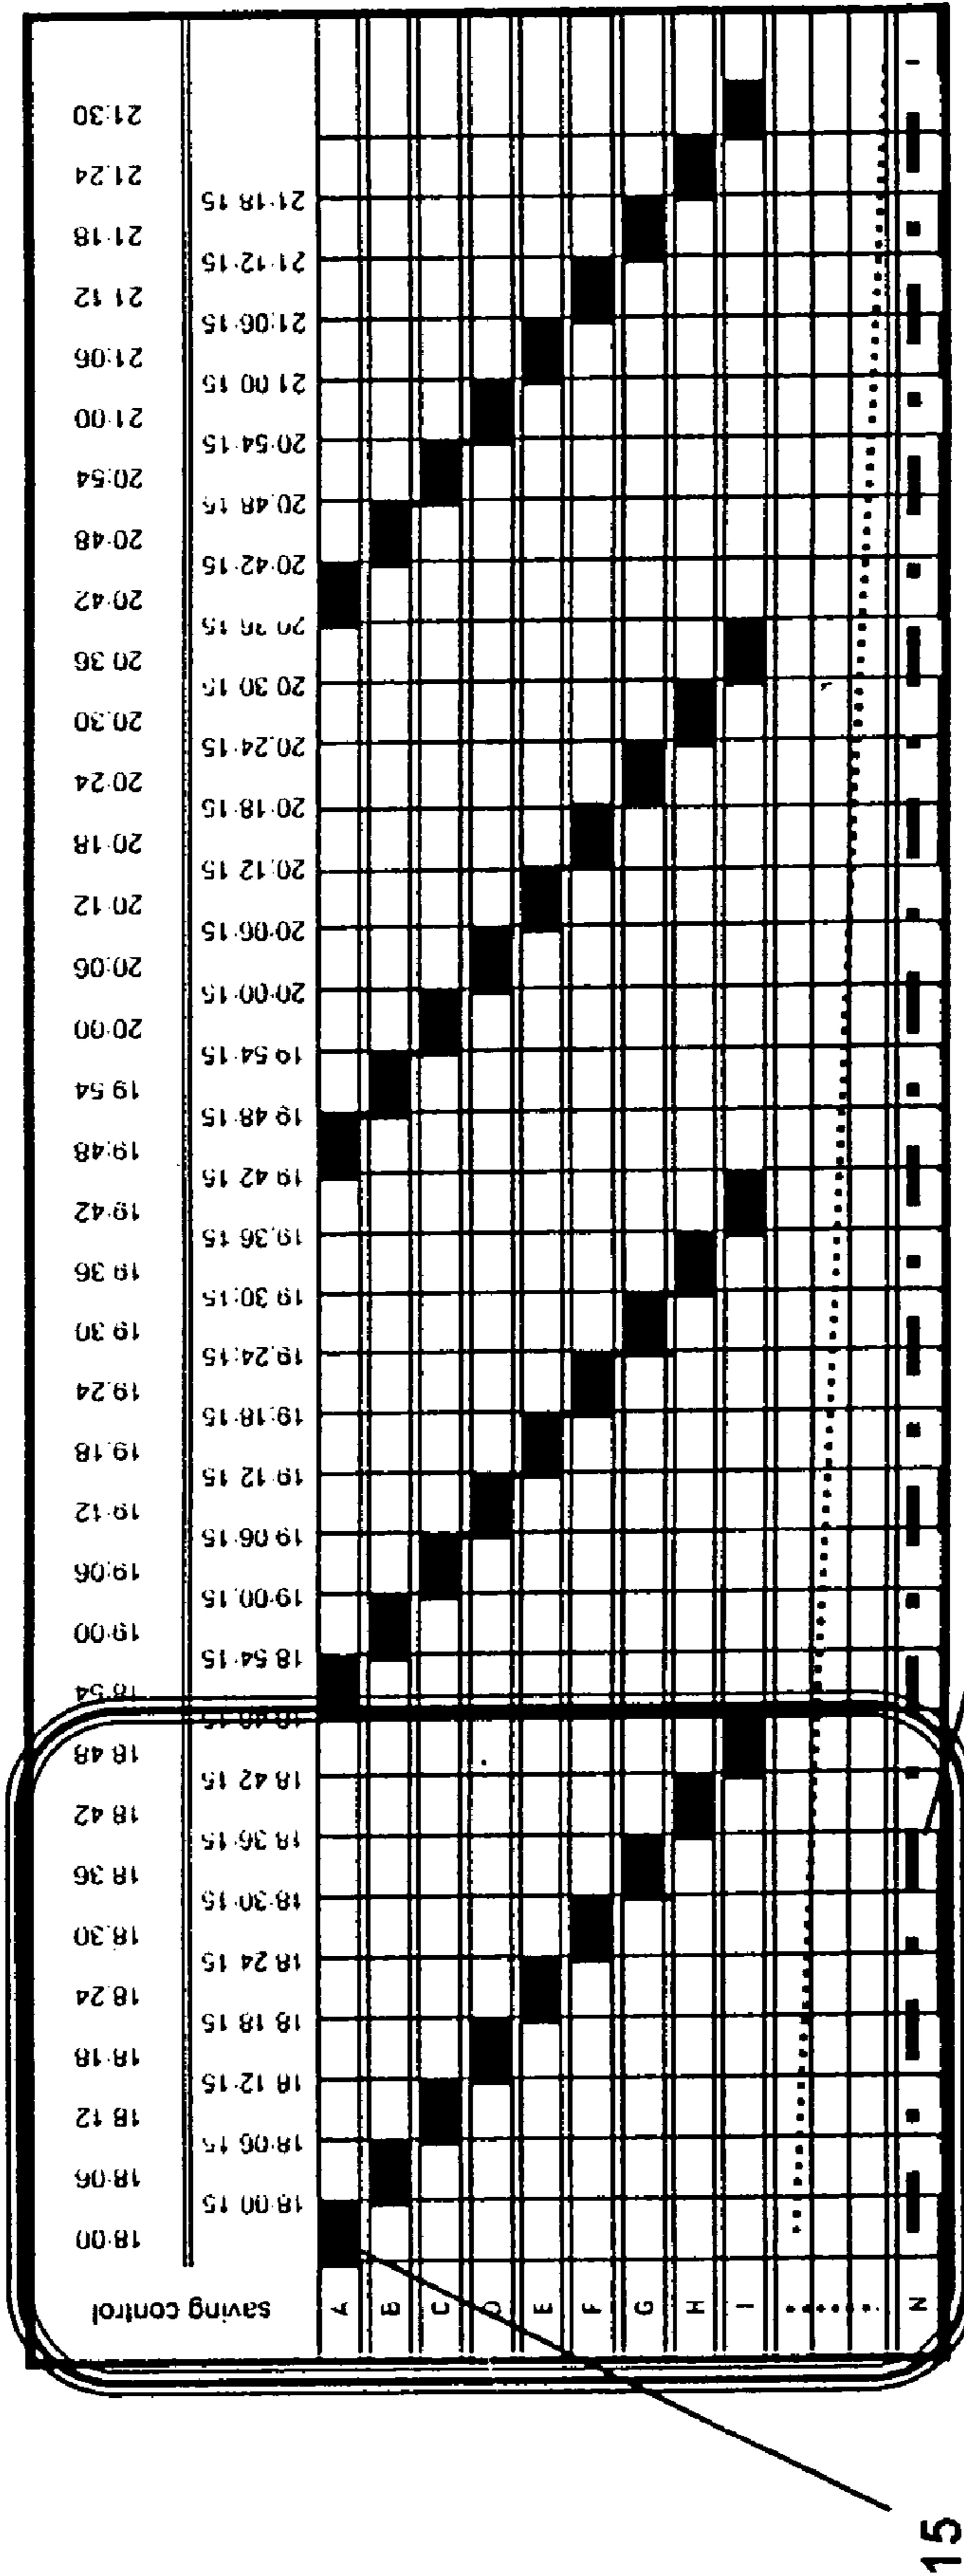 saving control 18:00 18:06 18 12 18:18 18.24 18.30 18 36 18 42 18 48 18 54 19:00 19:06 19:12 19.18 19.24 19 30 19 36 19:42 19:48 19 54 20:00 20:06 20 12 20:18 20:24 20.30 20 36 20:42 20:48 20:54 21:00 21:06 21 12 21:18 21.24 21:30
18:00 15 18:06 15 18 12:15 18 18 15 18 24 15 18:30:15 18 36 15 18 42 15 18 54:15 19:00.15 19:06 15 19 12 15 19.18:15 19.24:15 19 30:15 19.36 15 19 42 15 19 48:15 19 54:15 20:00:15 20:06:15 20.12 15 20:18:15 20.24:15 20 30 15 20:42:15 20.48 15 20:54:15 21 00 15 21:06:15 21:12:15 21:18 15
A
B
C
D
E
F
G
H
I
N
15